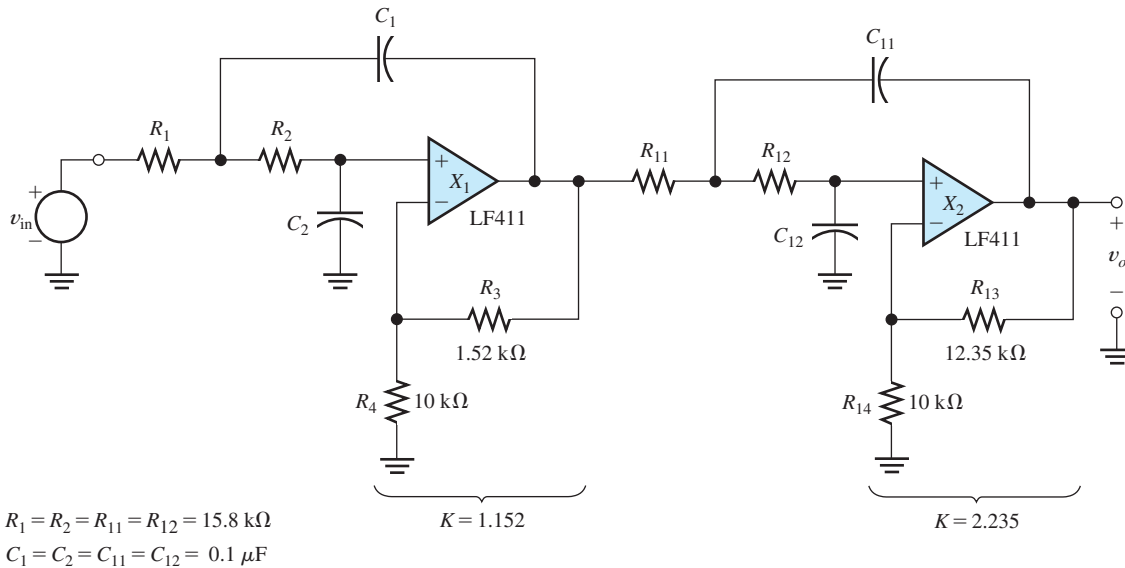 C1
C11
R1
R2
R11
R12
+
X1
−
LF411
+
X2
−
LF411
+
vin
−
C2
C12
+
vo
−
R3
1.52 kΩ
R13
12.35 kΩ
R4 10 kΩ
R14 10 kΩ
K = 1.152
K = 2.235
R1 = R2 = R11 = R12 = 15.8 kΩ
C1 = C2 = C11 = C12 = 0.1 μF